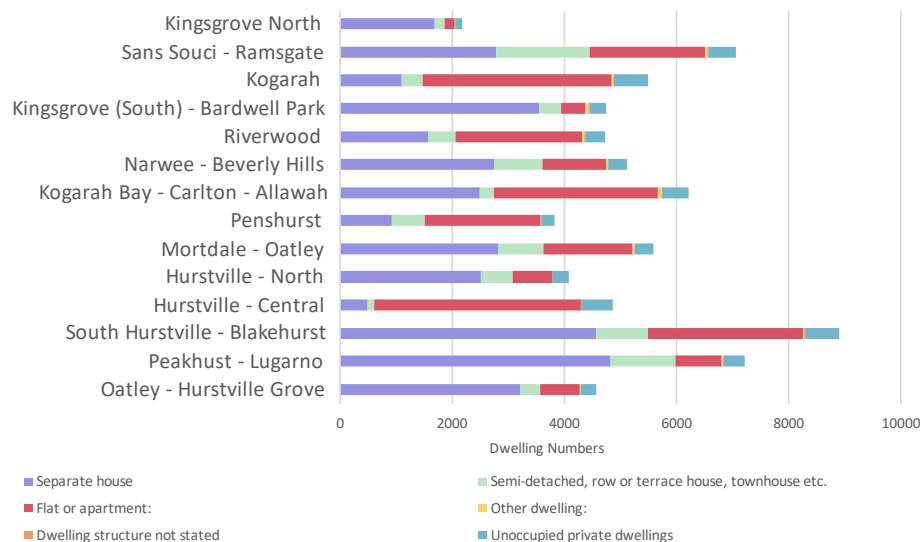 Kingsgrove North
Sans Souci - Ramsgate
Kogarah
Kingsgrove (South) - Bardwell Park
Riverwood
Narwee - Beverly Hills
Kogarah Bay - Carlton - Allawah
Penshurst
Mortdale - Oatley
Hurstville - North
Hurstville - Central
South Hurstville - Blakehurst
Peakhust - Lugarno
Oatley - Hurstville Grove
0 2000 4000 6000 8000 10000
Dwelling Numbers
Separate house
Semi-detached, row or terrace house, townhouse etc.
Flat or apartment:
Other dwelling:
Dwelling structure not stated
Unoccupied private dwellings